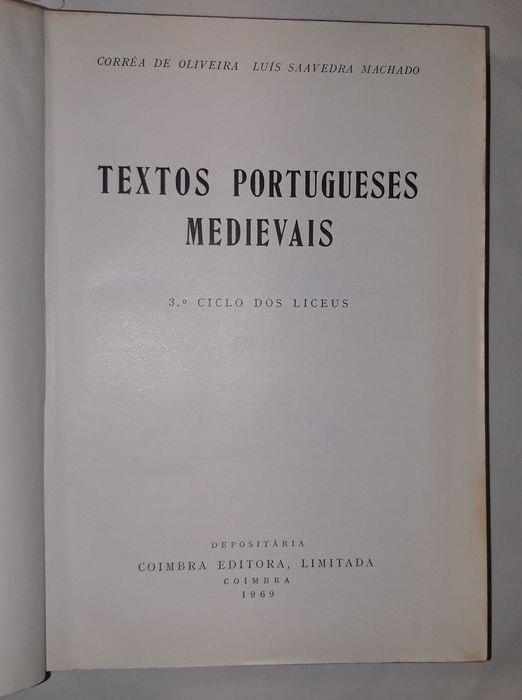 CORRÊA DE OLIVEIRA LUÍS SAAVEDRA MACHADO
TEXTOS PORTUGUESES
MEDIEVAIS
3.º CICLO DOS LICEUS
DEPOSITÁRIA
COIMBRA EDITORA, LIMITADA
COIMBRA
1969